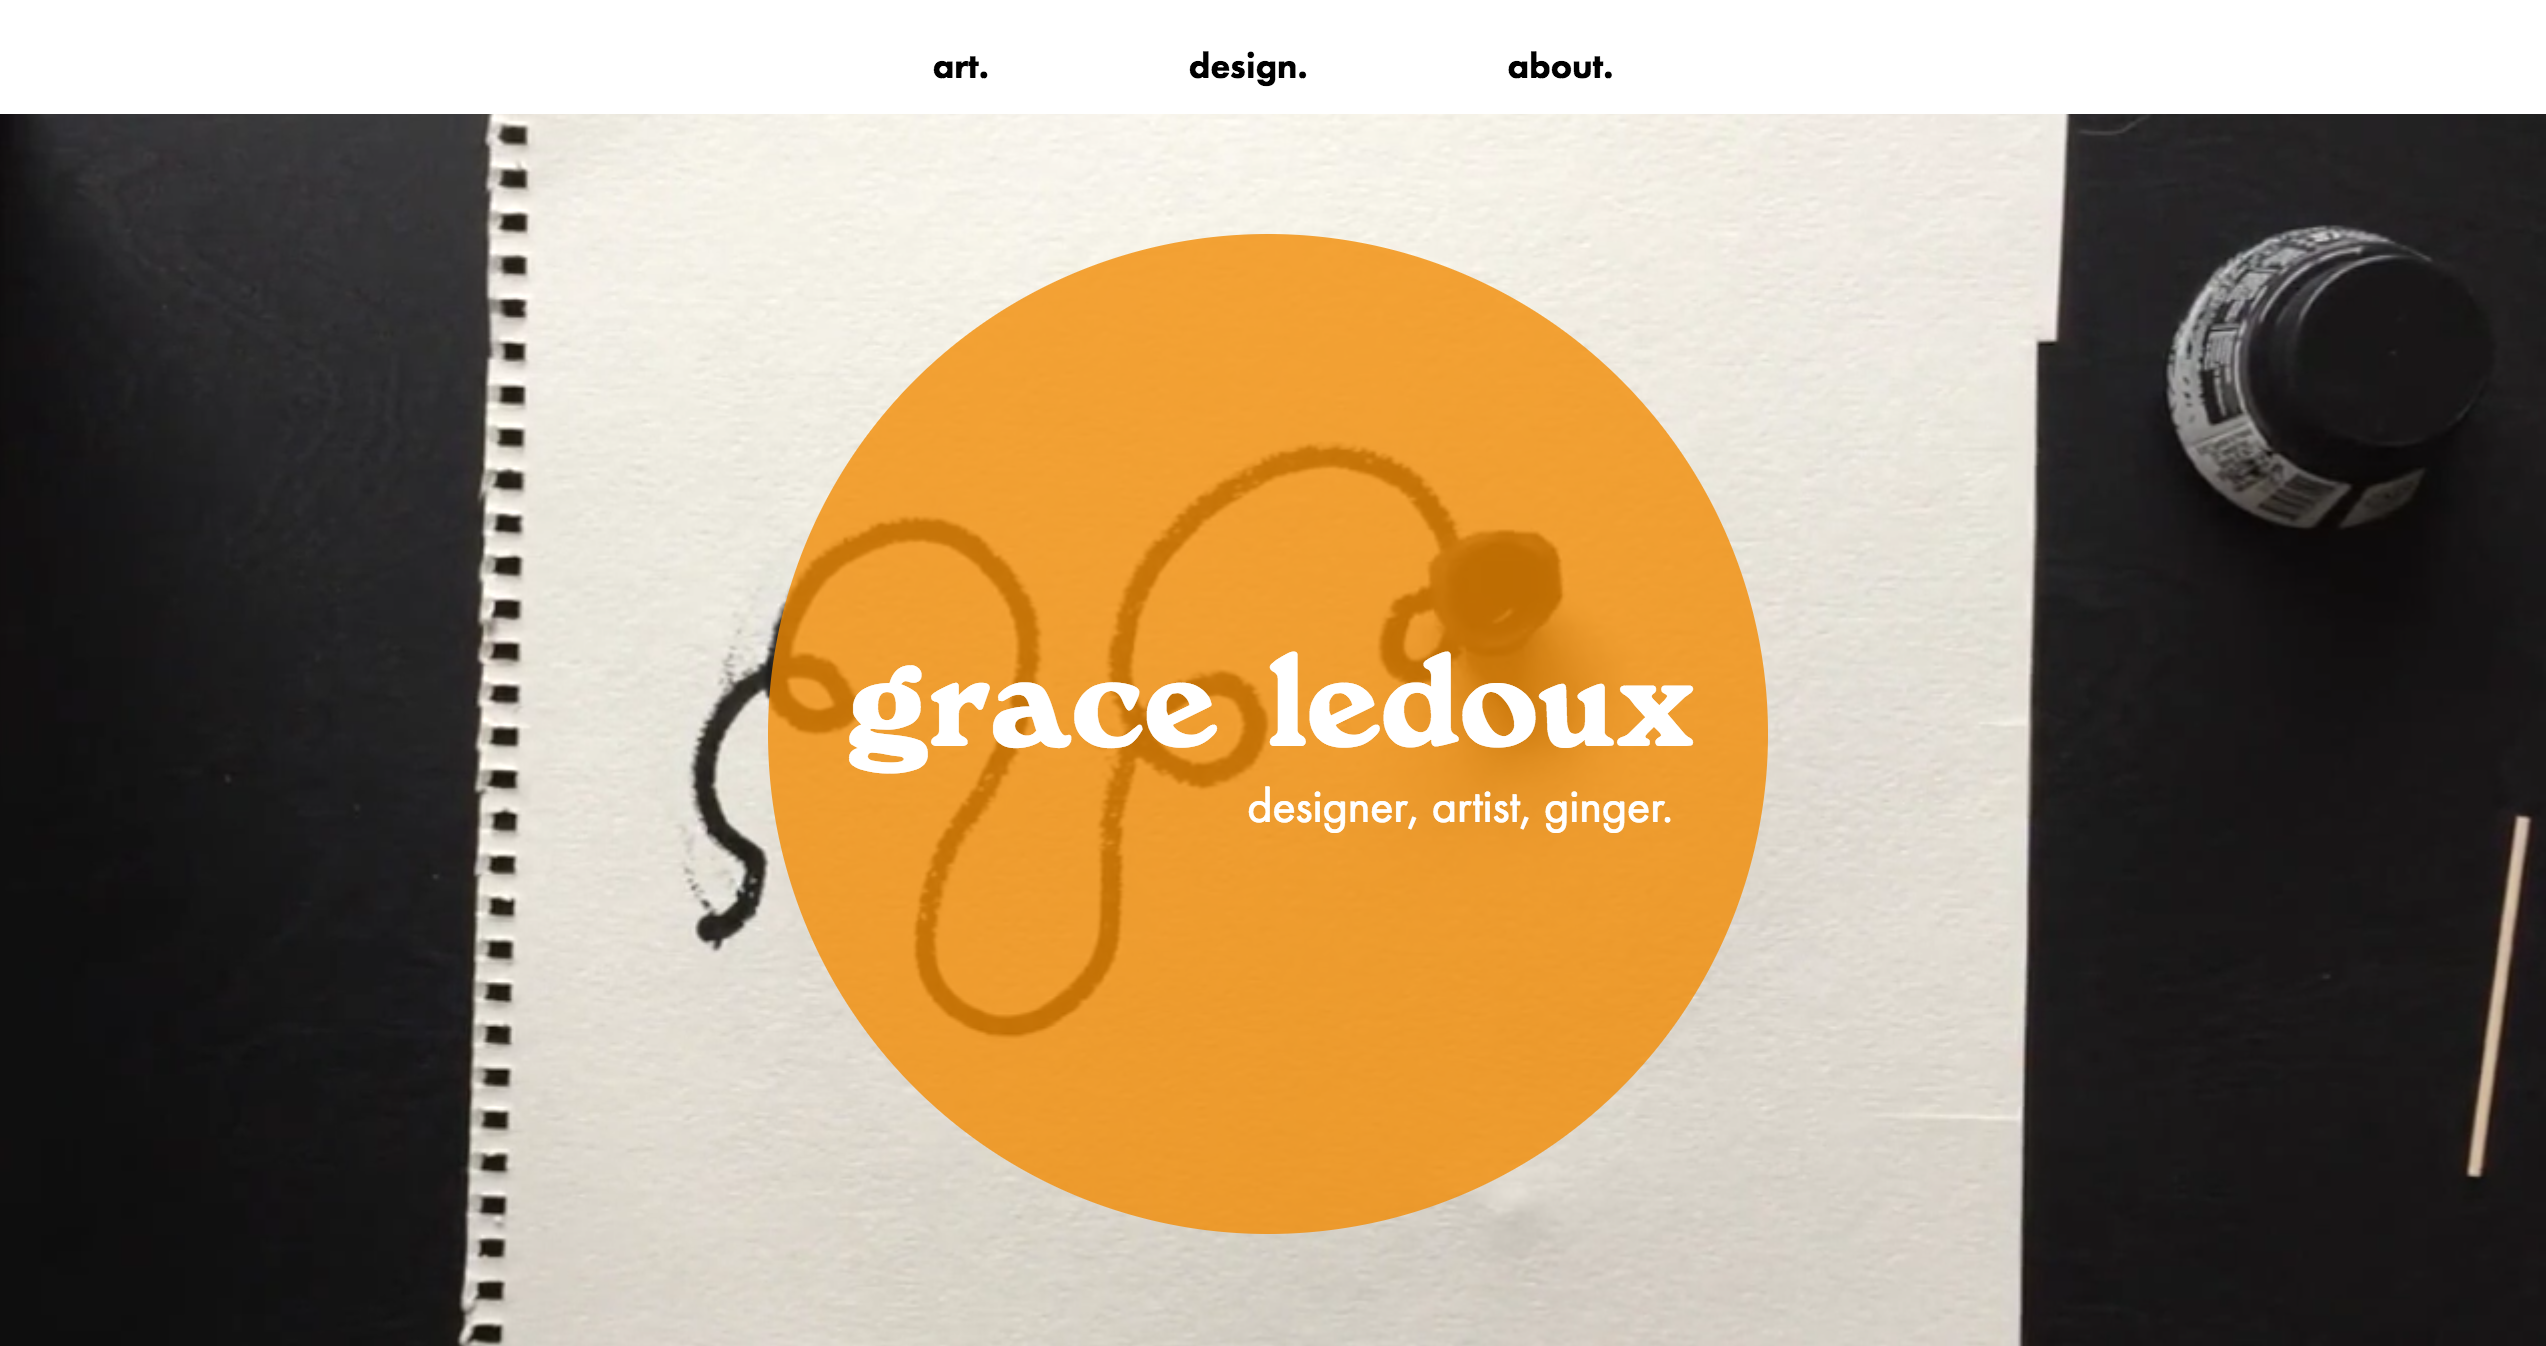 art. design. about.
grace ledoux
designer, artist, ginger.